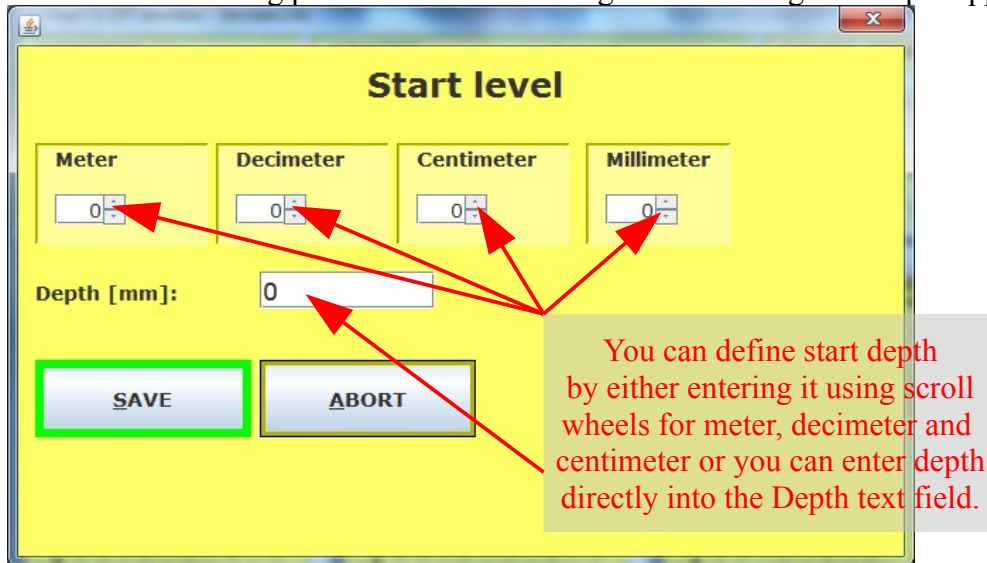 Start level
Meter Decimeter Centimeter Millimeter
0 0 0 0
Depth [mm]: 0
SAVE ABORT
You can define start depth
by either entering it using scroll
wheels for meter, decimeter and
centimeter or you can enter depth
directly into the Depth text field.